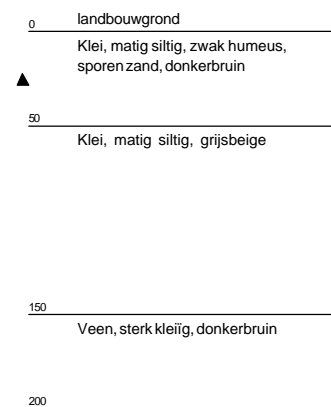 0 landbouwgrond
Klei, matig siltig, zwak humeus,
sporen zand, donkerbruin
50
Klei, matig siltig, grijsbeige
150
Veen, sterk kleiïg, donkerbruin
200